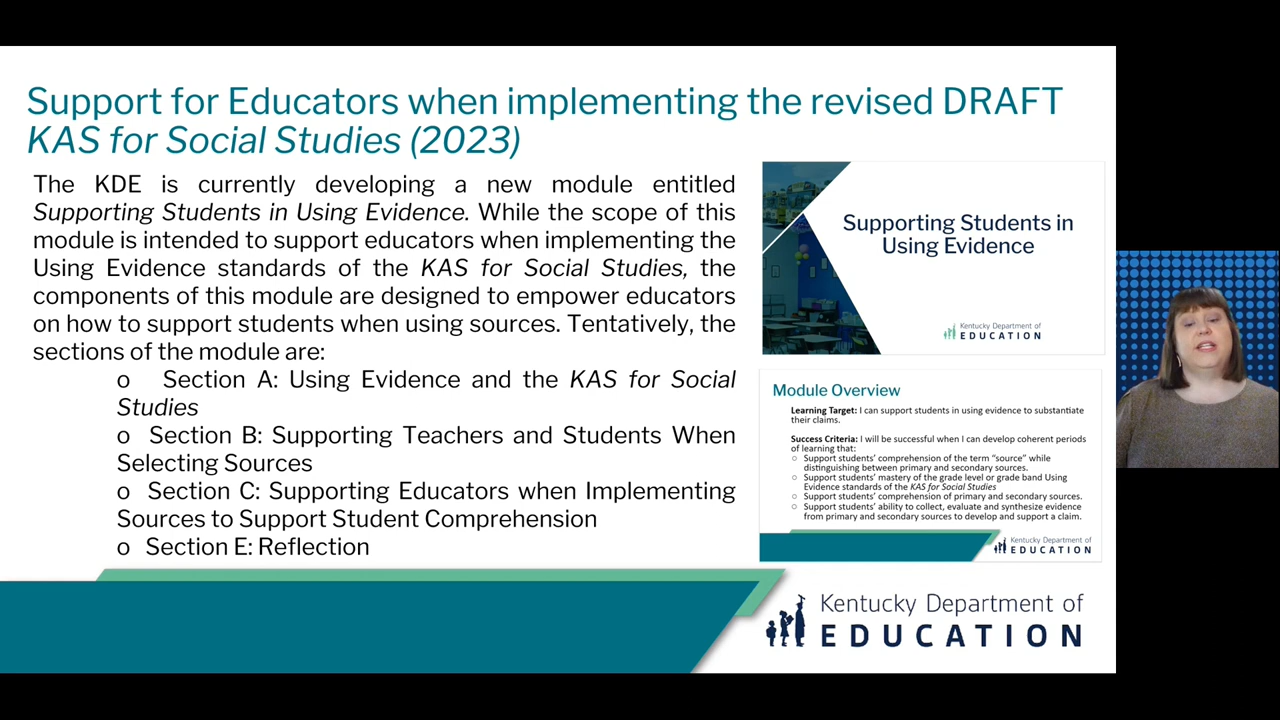 Support for Educators when implementing the revised DRAFT
KAS for Social Studies (2023)
The KDE is currently developing a new module entitled
Supporting Students in Using Evidence. While the scope of this
module is intended to support educators when implementing the
Using Evidence standards of the KAS for Social Studies, the
components of this module are designed to empower educators
on how to support students when using sources. Tentatively, the
sections of the module are:
o Section A: Using Evidence and the KAS for Social
Studies
o Section B: Supporting Teachers and Students When
Selecting Sources
o Section C: Supporting Educators when Implementing
Sources to Support Student Comprehension
o Section E: Reflection
Supporting Students in
Using Evidence
Kentucky Department of
EDUCATION
Module Overview
Learning Target: I can support students in using evidence to substantiate
their claims.
Success Criteria: I will be successful when I can develop coherent periods
of learning that:
○ Support students' comprehension of the term "source" while
distinguishing between primary and secondary sources.
○ Support students' mastery of the grade level or grade band Using
Evidence standards of the KAS for Social Studies
○ Support students' comprehension of primary and secondary sources.
○ Support students' ability to collect, evaluate and synthesize evidence
from primary and secondary sources to develop and support a claim.
Kentucky Department of
EDUCATION
Kentucky Department of
EDUCATION